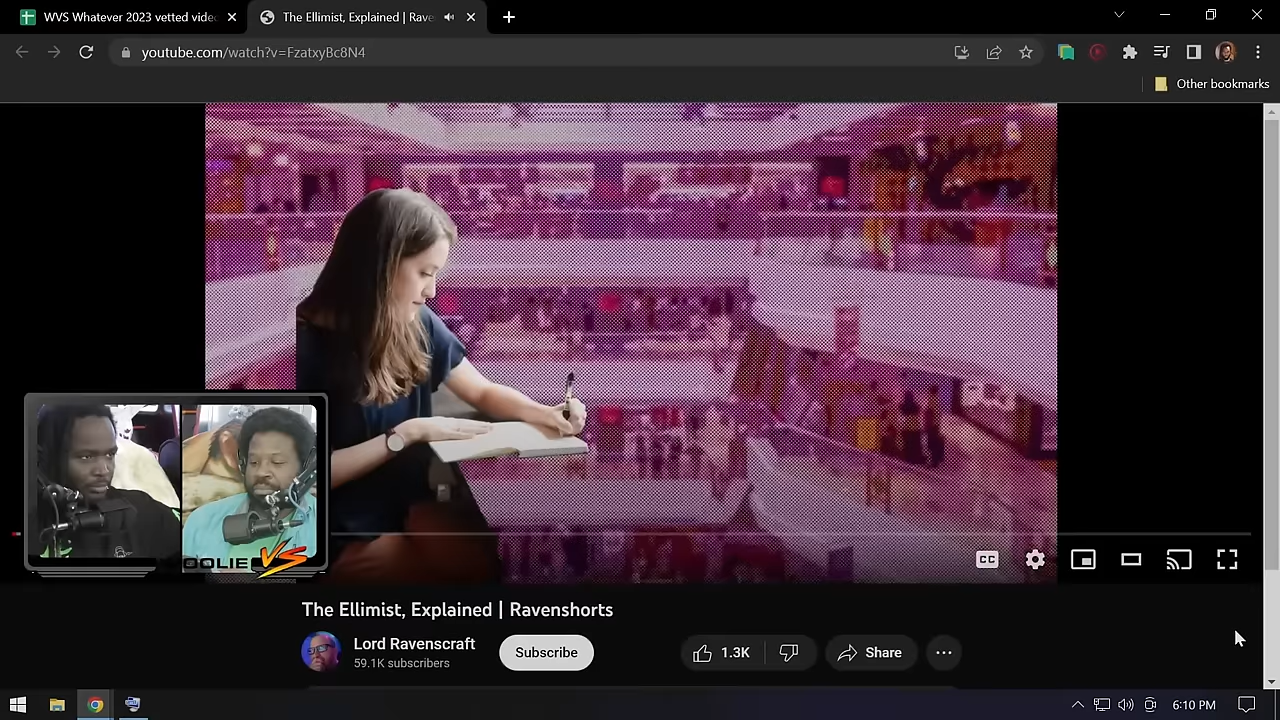 WVS Whatever 2023 vetted vide
The Ellimist, Explained | Rave
youtube.com/watch?v=FzatxyBc8N4
Other bookmarks
OOLIE VS
CC
The Ellimist, Explained | Ravenshorts
Lord Ravenscraft
59.1K subscribers
Subscribe
1.3K
Share
6:10 PM